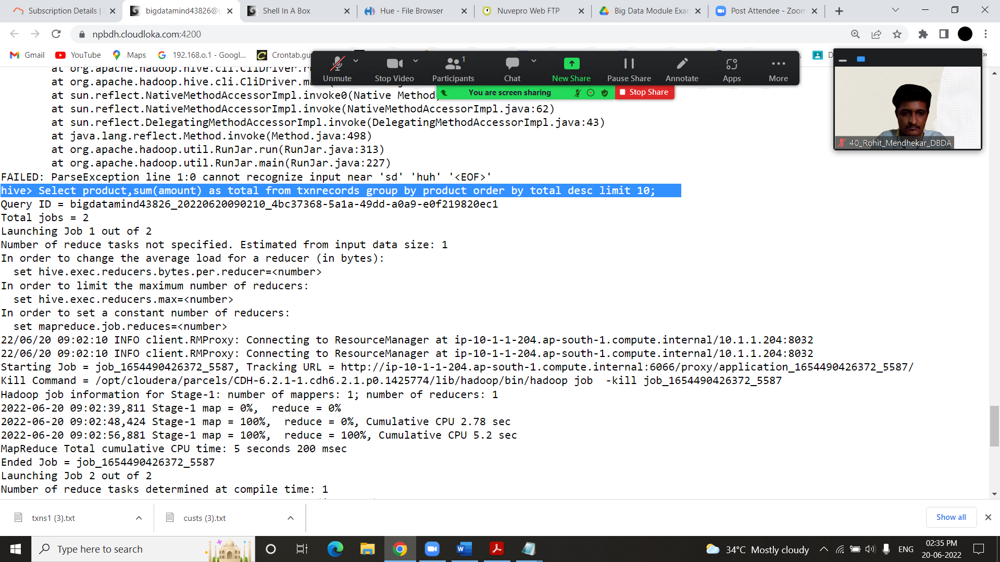 Subscription Details |
bigdatamind43826@i
Shell In A Box
Hue - File Browser
Nuvepro Web FTP
Big Data Module Exam
Post Attendee - Zoom
npbdh.cloudloka.com:4200
Gmail
YouTube
Maps
192.168.o.1 - Googl...
Crontab.gu
Unmute
Stop Video
Participants
1
Chat
New Share
Pause Share
Annotate
Apps
More
You are screen sharing
Stop Share
40_Rohit_Mendhekar_DBDA
at org.apache.hadoop.hive.cli.CliDriver.ru
at org.apache.hadoop.hive.cli.CliDriver.ma
at sun.reflect.NativeMethodAccessorImpl.invoke0(Native Method
at sun.reflect.NativeMethodAccessorImpl.invoke(NativeMethodAccessorImpl.java:62)
at sun.reflect.DelegatingMethodAccessorImpl.invoke(DelegatingMethodAccessorImpl.java:43)
at java.lang.reflect.Method.invoke(Method.java:498)
at org.apache.hadoop.util.RunJar.run(RunJar.java:313)
at org.apache.hadoop.util.RunJar.main(RunJar.java:227)
FAILED: ParseException line 1:0 cannot recognize input near 'sd' 'huh' '<EOF>'
hive> Select product,sum(amount) as total from txnrecords group by product order by total desc limit 10;
Query ID = bigdatamind43826_20220620090210_4bc37368-5a1a-49dd-a0a9-e0f219820ec1
Total jobs = 2
Launching Job 1 out of 2
Number of reduce tasks not specified. Estimated from input data size: 1
In order to change the average load for a reducer (in bytes):
set hive.exec.reducers.bytes.per.reducer=<number>
In order to limit the maximum number of reducers:
set hive.exec.reducers.max=<number>
In order to set a constant number of reducers:
set mapreduce.job.reduces=<number>
22/06/20 09:02:10 INFO client.RMProxy: Connecting to ResourceManager at ip-10-1-1-204.ap-south-1.compute.internal/10.1.1.204:8032
22/06/20 09:02:10 INFO client.RMProxy: Connecting to ResourceManager at ip-10-1-1-204.ap-south-1.compute.internal/10.1.1.204:8032
Starting Job = job_1654490426372_5587, Tracking URL = http://ip-10-1-1-204.ap-south-1.compute.internal:6066/proxy/application_1654490426372_5587/
Kill Command = /opt/cloudera/parcels/CDH-6.2.1-1.cdh6.2.1.p0.1425774/lib/hadoop/bin/hadoop job  -kill job_1654490426372_5587
Hadoop job information for Stage-1: number of mappers: 1; number of reducers: 1
2022-06-20 09:02:39,811 Stage-1 map = 0%,  reduce = 0%
2022-06-20 09:02:48,424 Stage-1 map = 100%,  reduce = 0%, Cumulative CPU 2.78 sec
2022-06-20 09:02:56,881 Stage-1 map = 100%,  reduce = 100%, Cumulative CPU 5.2 sec
MapReduce Total cumulative CPU time: 5 seconds 200 msec
Ended Job = job_1654490426372_5587
Launching Job 2 out of 2
Number of reduce tasks determined at compile time: 1
txns1 (3).txt
custs (3).txt
Show all
Type here to search
34°C Mostly cloudy
ENG
02:35 PM
20-06-2022